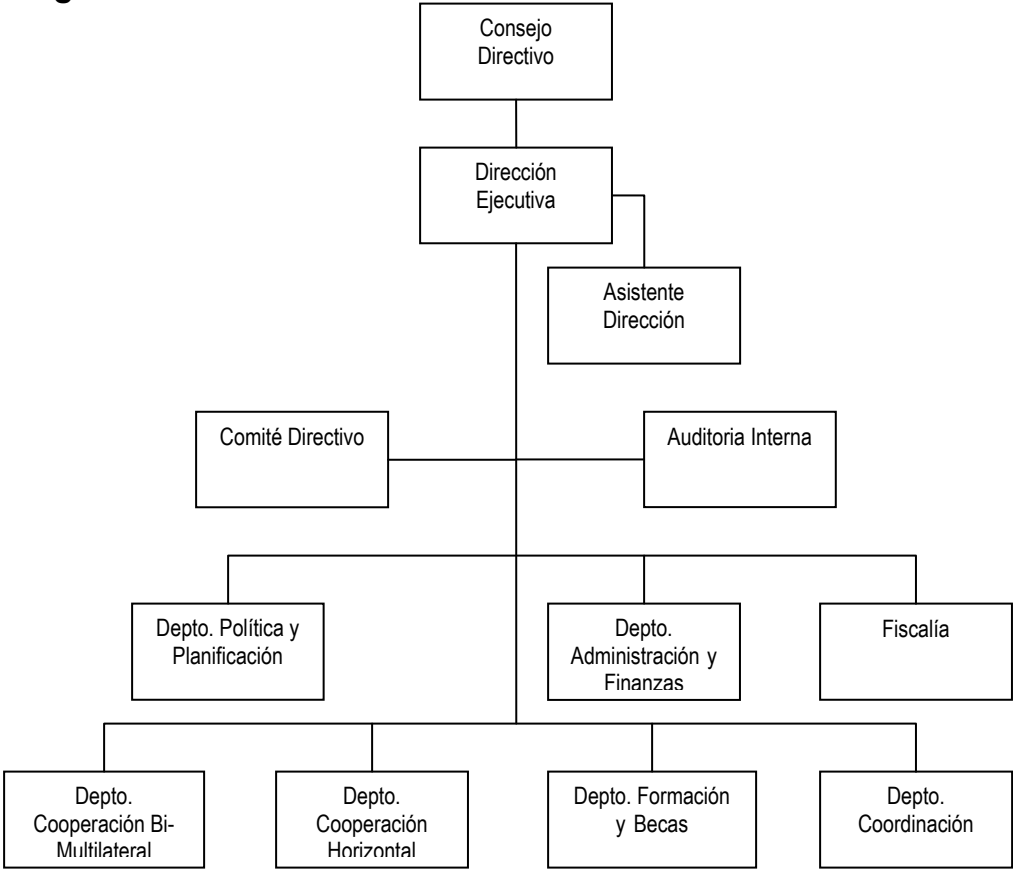 Consejo
Directivo
Dirección
Ejecutiva
Asistente
Dirección
Comité Directivo
Auditoria Interna
Depto. Política y
Planificación
Depto.
Administración y
Finanzas
Fiscalía
Depto.
Cooperación Bi-
Multilateral
Depto.
Cooperación
Horizontal
Depto. Formación
y Becas
Depto.
Coordinación